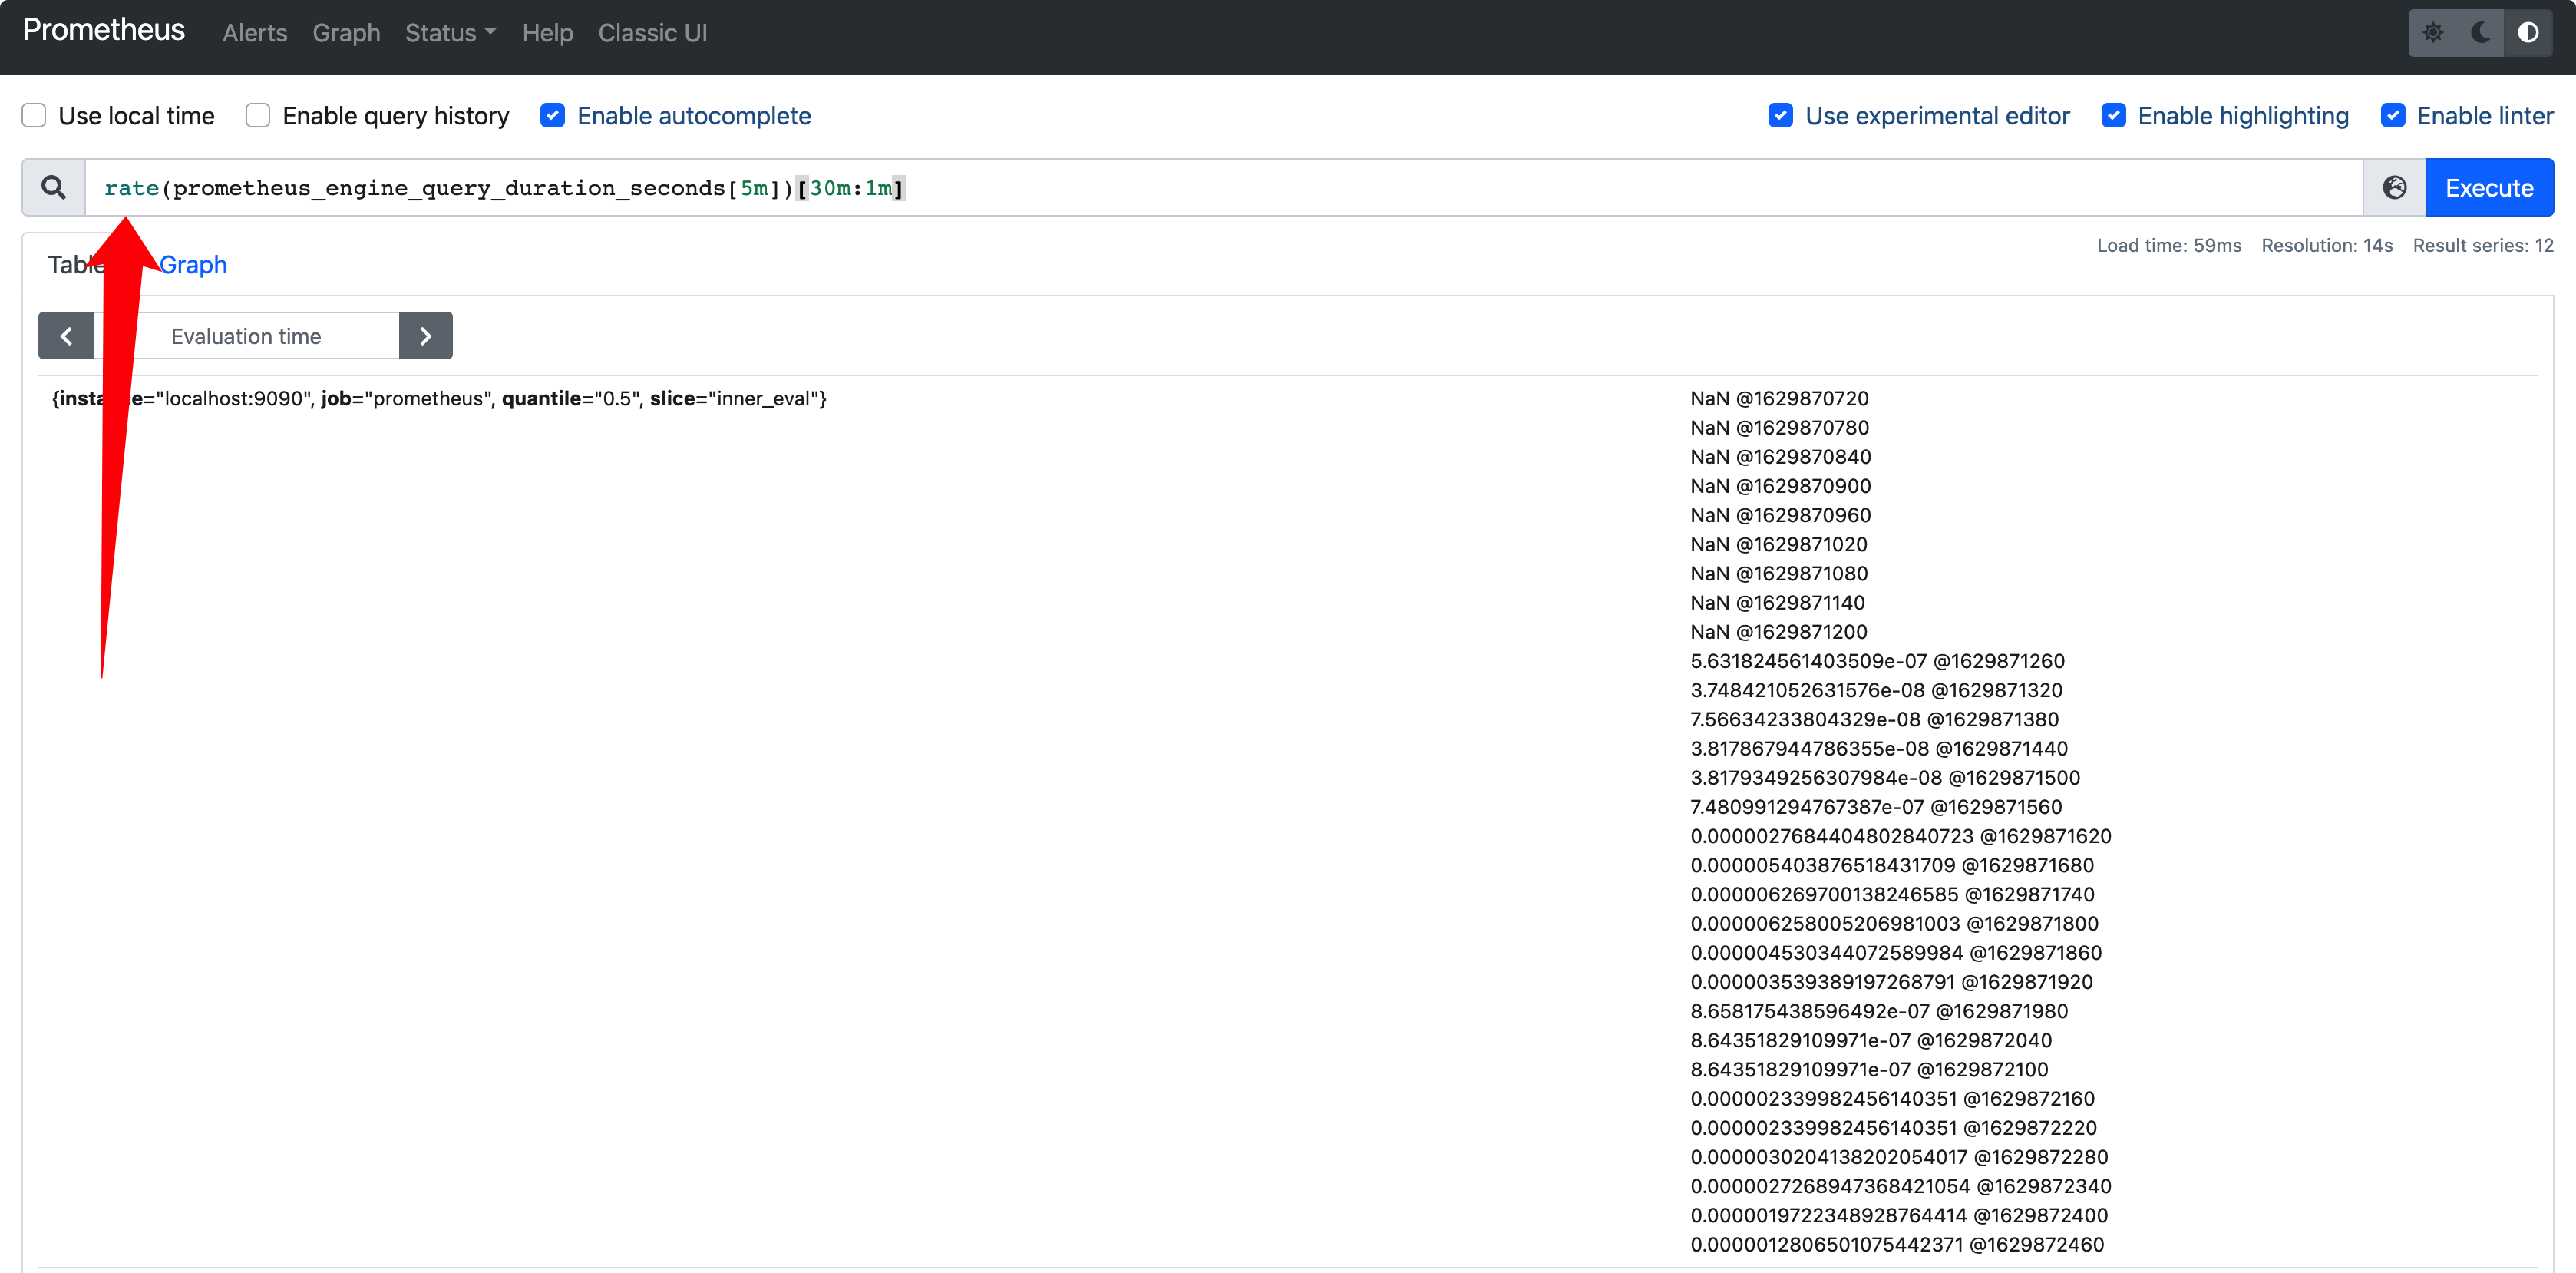 Prometheus Alerts Graph Status Help Classic UI
Use local time Enable query history Enable autocomplete Use experimental editor Enable highlighting Enable linter
rate(prometheus_engine_query_duration_seconds[5m])[30m:1m] Execute
Load time: 59ms Resolution: 14s Result series: 12
Table Graph
Evaluation time
{instance="localhost:9090", job="prometheus", quantile="0.5", slice="inner_eval"} NaN @1629870720
NaN @1629870780
NaN @1629870840
NaN @1629870900
NaN @1629870960
NaN @1629871020
NaN @1629871080
NaN @1629871140
NaN @1629871200
5.631824561403509e-07 @1629871260
3.748421052631576e-08 @1629871320
7.56634233804329e-08 @1629871380
3.817867944786355e-08 @1629871440
3.8179349256307984e-08 @1629871500
7.480991294767387e-07 @1629871560
0.0000027684404802840723 @1629871620
0.000005403876518431709 @1629871680
0.000006269700138246585 @1629871740
0.000006258005206981003 @1629871800
0.000004530344072589984 @1629871860
0.000003539389197268791 @1629871920
8.658175438596492e-07 @1629871980
8.64351829109971e-07 @1629872040
8.64351829109971e-07 @1629872100
0.000002339982456140351 @1629872160
0.000002339982456140351 @1629872220
0.0000030204138202054017 @1629872280
0.0000027268947368421054 @1629872340
0.0000019722348928764414 @1629872400
0.0000012806501075442371 @1629872460